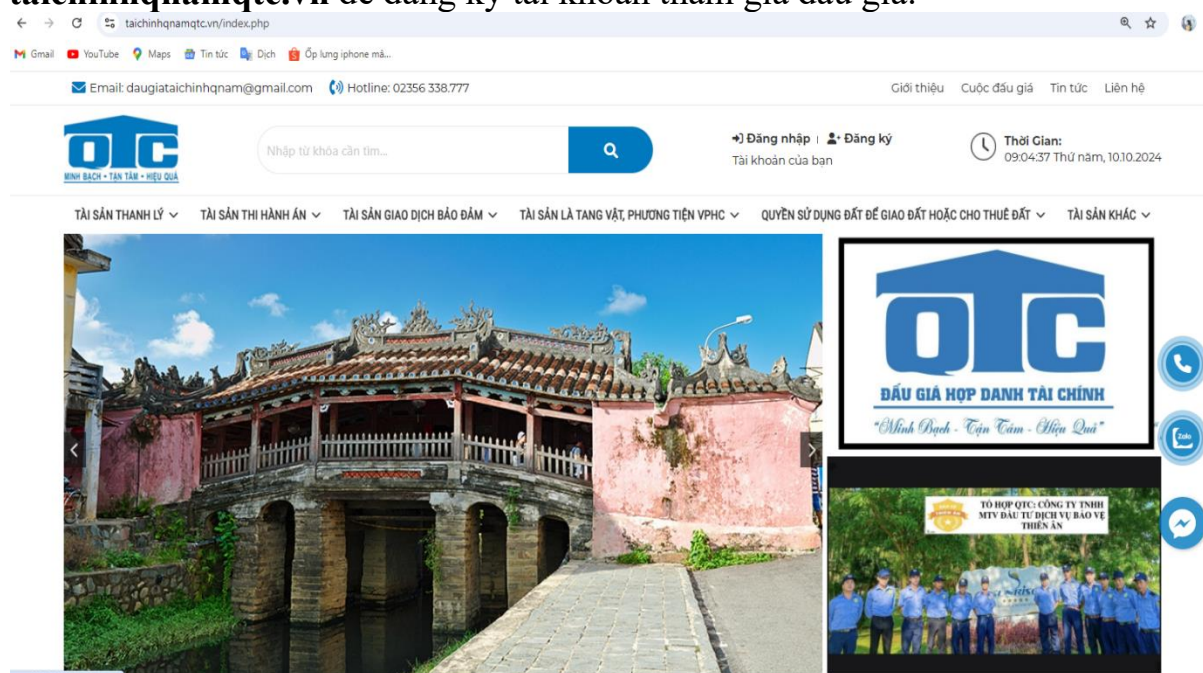 taichinhqnamqtc.vn để đăng ký tài khoản tham gia đấu giá.
taichinhqnamqtc.vn/index.php
Gmail YouTube Maps Tin tức Dịch Ốp lưng iphone mă...
Email: daugiataichinhqnam@gmail.com Hotline: 02356 338.777 Giới thiệu Cuộc đấu giá Tin tức Liên hệ
QTC
MINH BẠCH - TẬN TÂM - HIỆU QUẢ
Nhập từ khóa cần tìm...
Đăng nhập | Đăng ký
Tài khoản của bạn
Thời Gian:
09:04:37 Thứ năm, 10.10.2024
TÀI SẢN THANH LÝ TÀI SẢN THI HÀNH ÁN TÀI SẢN GIAO DỊCH BẢO ĐẢM TÀI SẢN LÀ TANG VẬT, PHƯƠNG TIỆN VPHC QUYỀN SỬ DỤNG ĐẤT ĐỂ GIAO ĐẤT HOẶC CHO THUÊ ĐẤT TÀI SẢN KHÁC
QTC
ĐẤU GIÁ HỢP DANH TÀI CHÍNH
"Minh Bạch - Tận Tâm - Hiệu Quả"
Zalo
TỔ HỢP QTC: CÔNG TY TNHH
MTV ĐẦU TƯ DỊCH VỤ BẢO VỆ
THIÊN ÂN